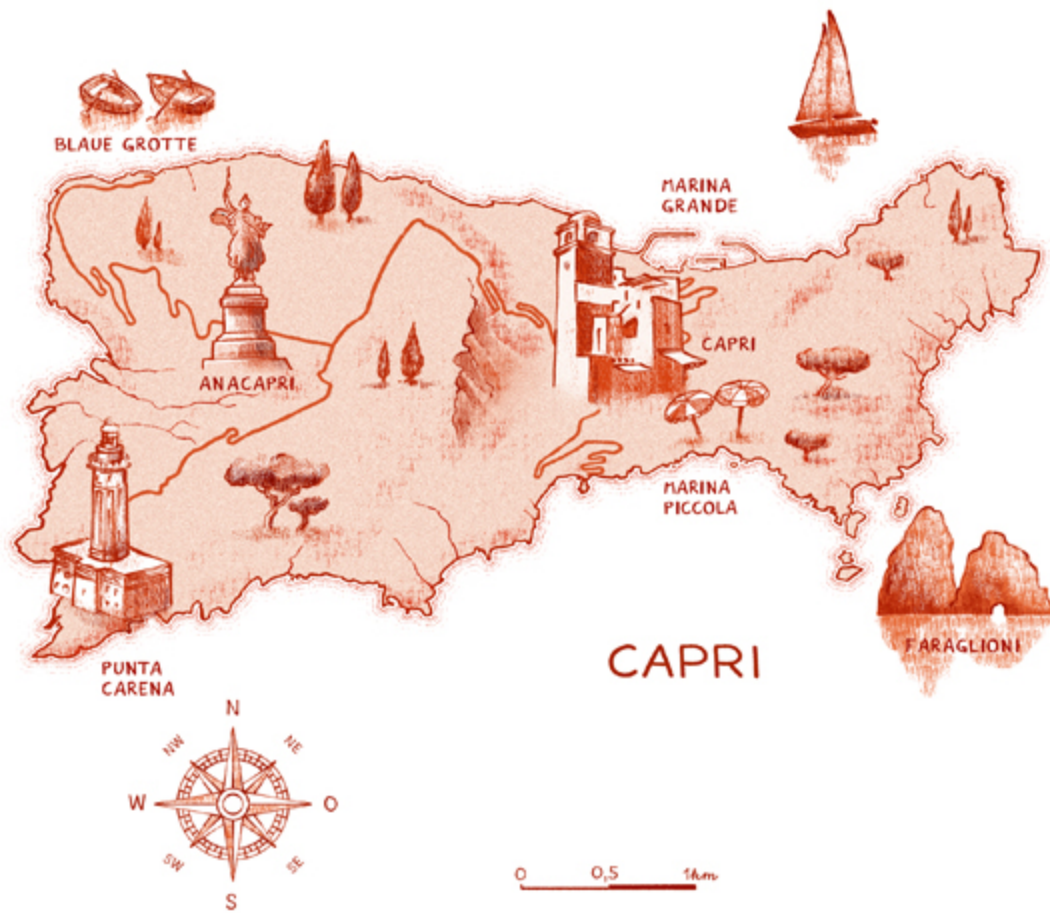 BLAUE GROTTE
MARINA
GRANDE
CAPRI
ANACAPRI
MARINA
PICCOLA
FARAGLIONI
CAPRI
PUNTA
CARENA
N
NW
NE
W
O
SW
SE
S
0
0,5
1km